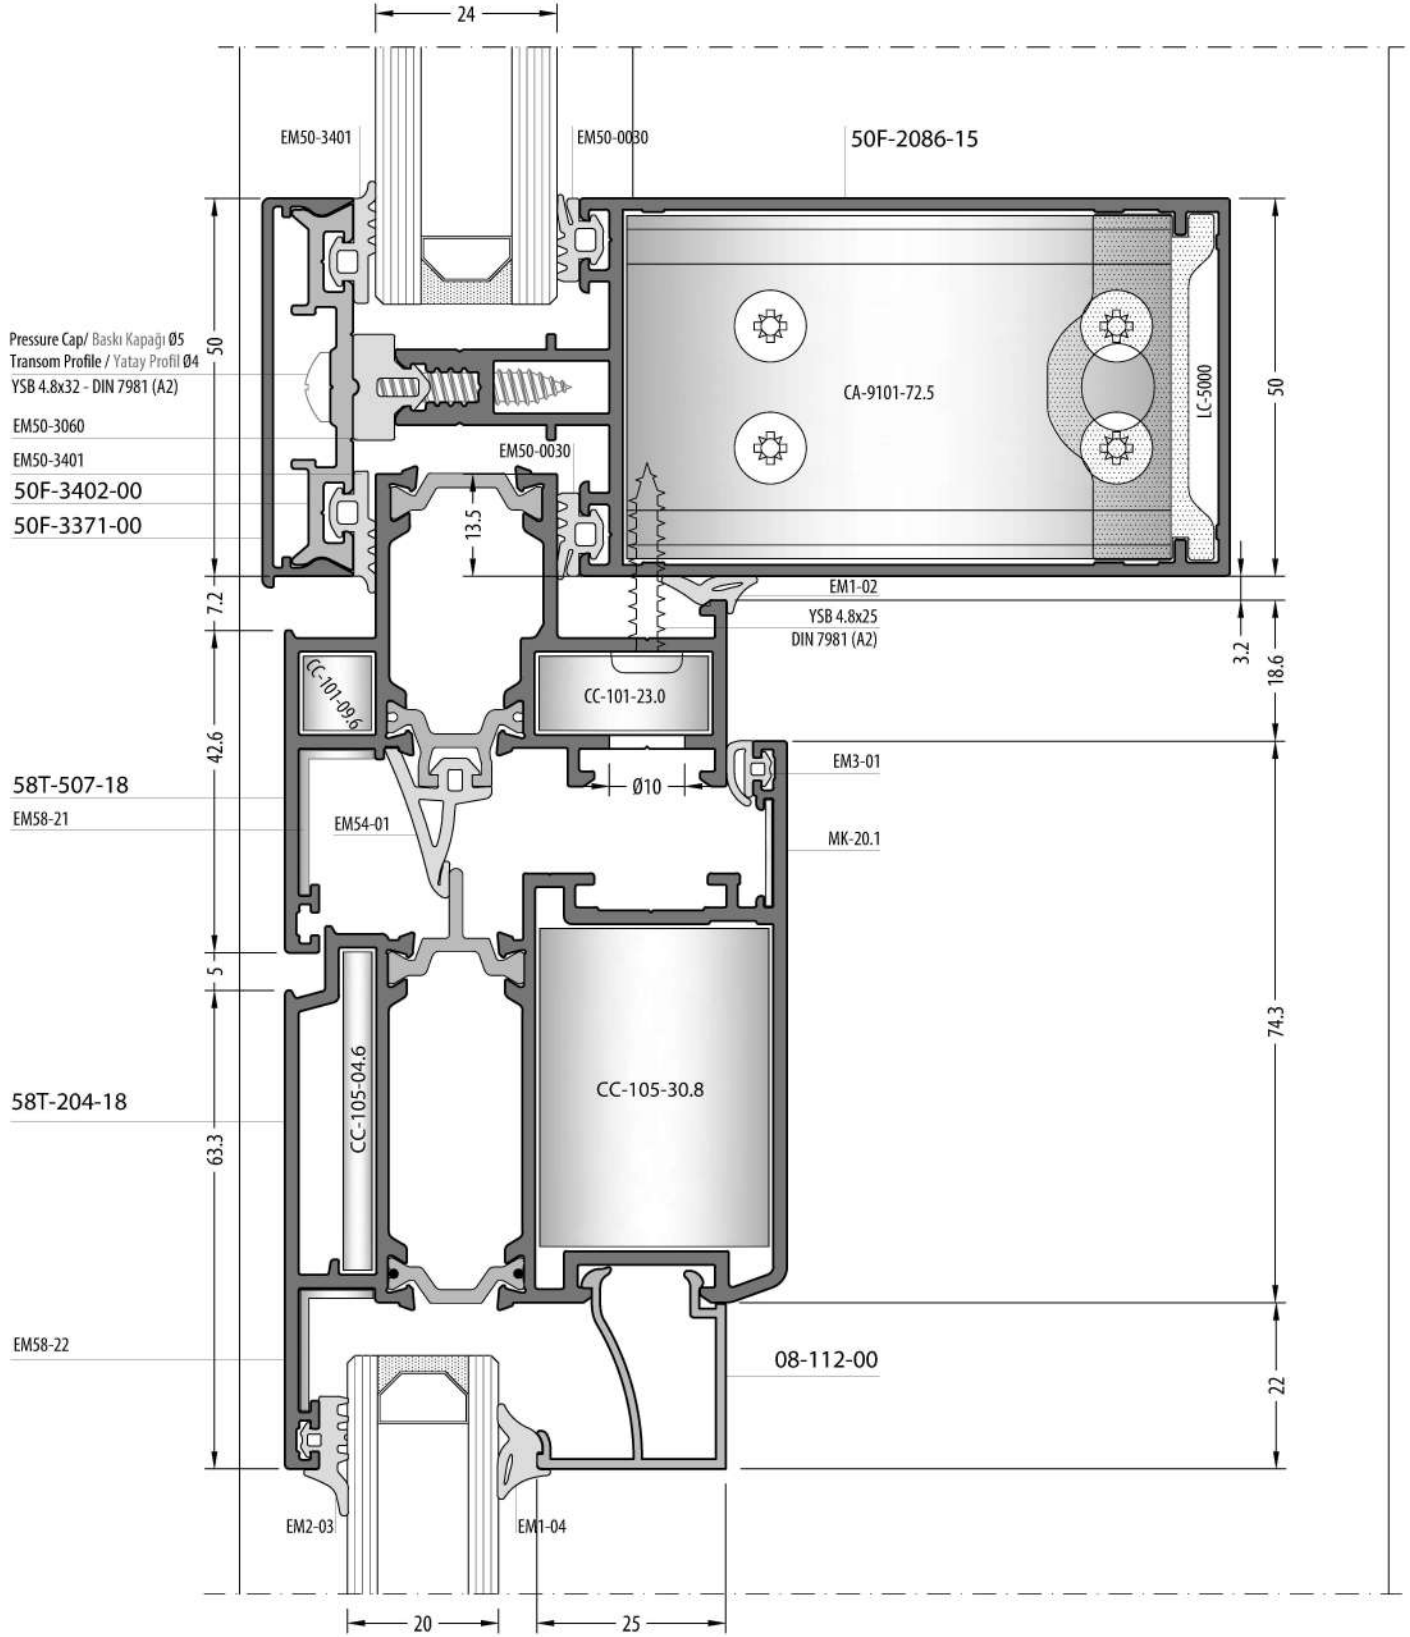 24
EM50-3401
EM50-0030
50F-2086-15
Pressure Cap/ Baskı Kapağı Ø5
Transom Profile / Yatay Profil Ø4
YSB 4.8x32 - DIN 7981 (A2)
50
EM50-3060
EM50-3401
50F-3402-00
50F-3371-00
EM50-0030
13.5
CA-9101-72.5
LC-5000
50
7.2
EM1-02
YSB 4.8x25
DIN 7981 (A2)
3.2
18.6
CC-101-09.6
CC-101-23.0
42.6
58T-507-18
EM58-21
EM54-01
Ø10
EM3-01
MK-20.1
5
74.3
58T-204-18
63.3
CC-105-04.6
CC-105-30.8
EM58-22
08-112-00
22
EM2-03
EM1-04
20
25